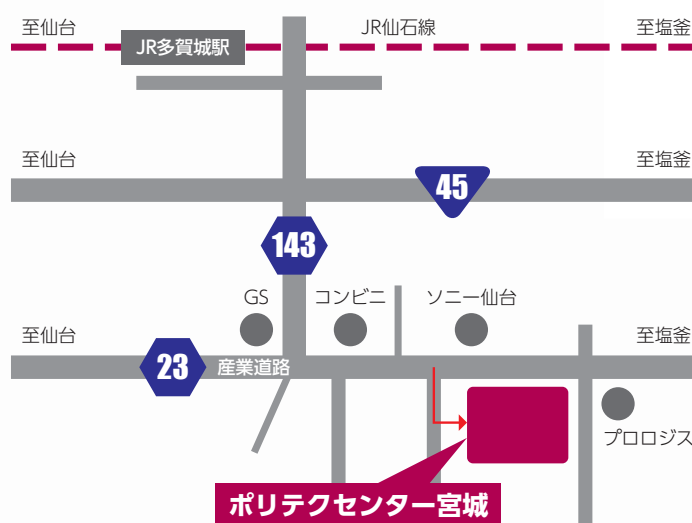 至仙台
JR仙石線
至塩釜
JR多賀城駅
至仙台
至塩釜
45
143
GS
コンビニ
ソニー仙台
至仙台
至塩釜
23
産業道路
プロロジス
ポリテクセンター宮城